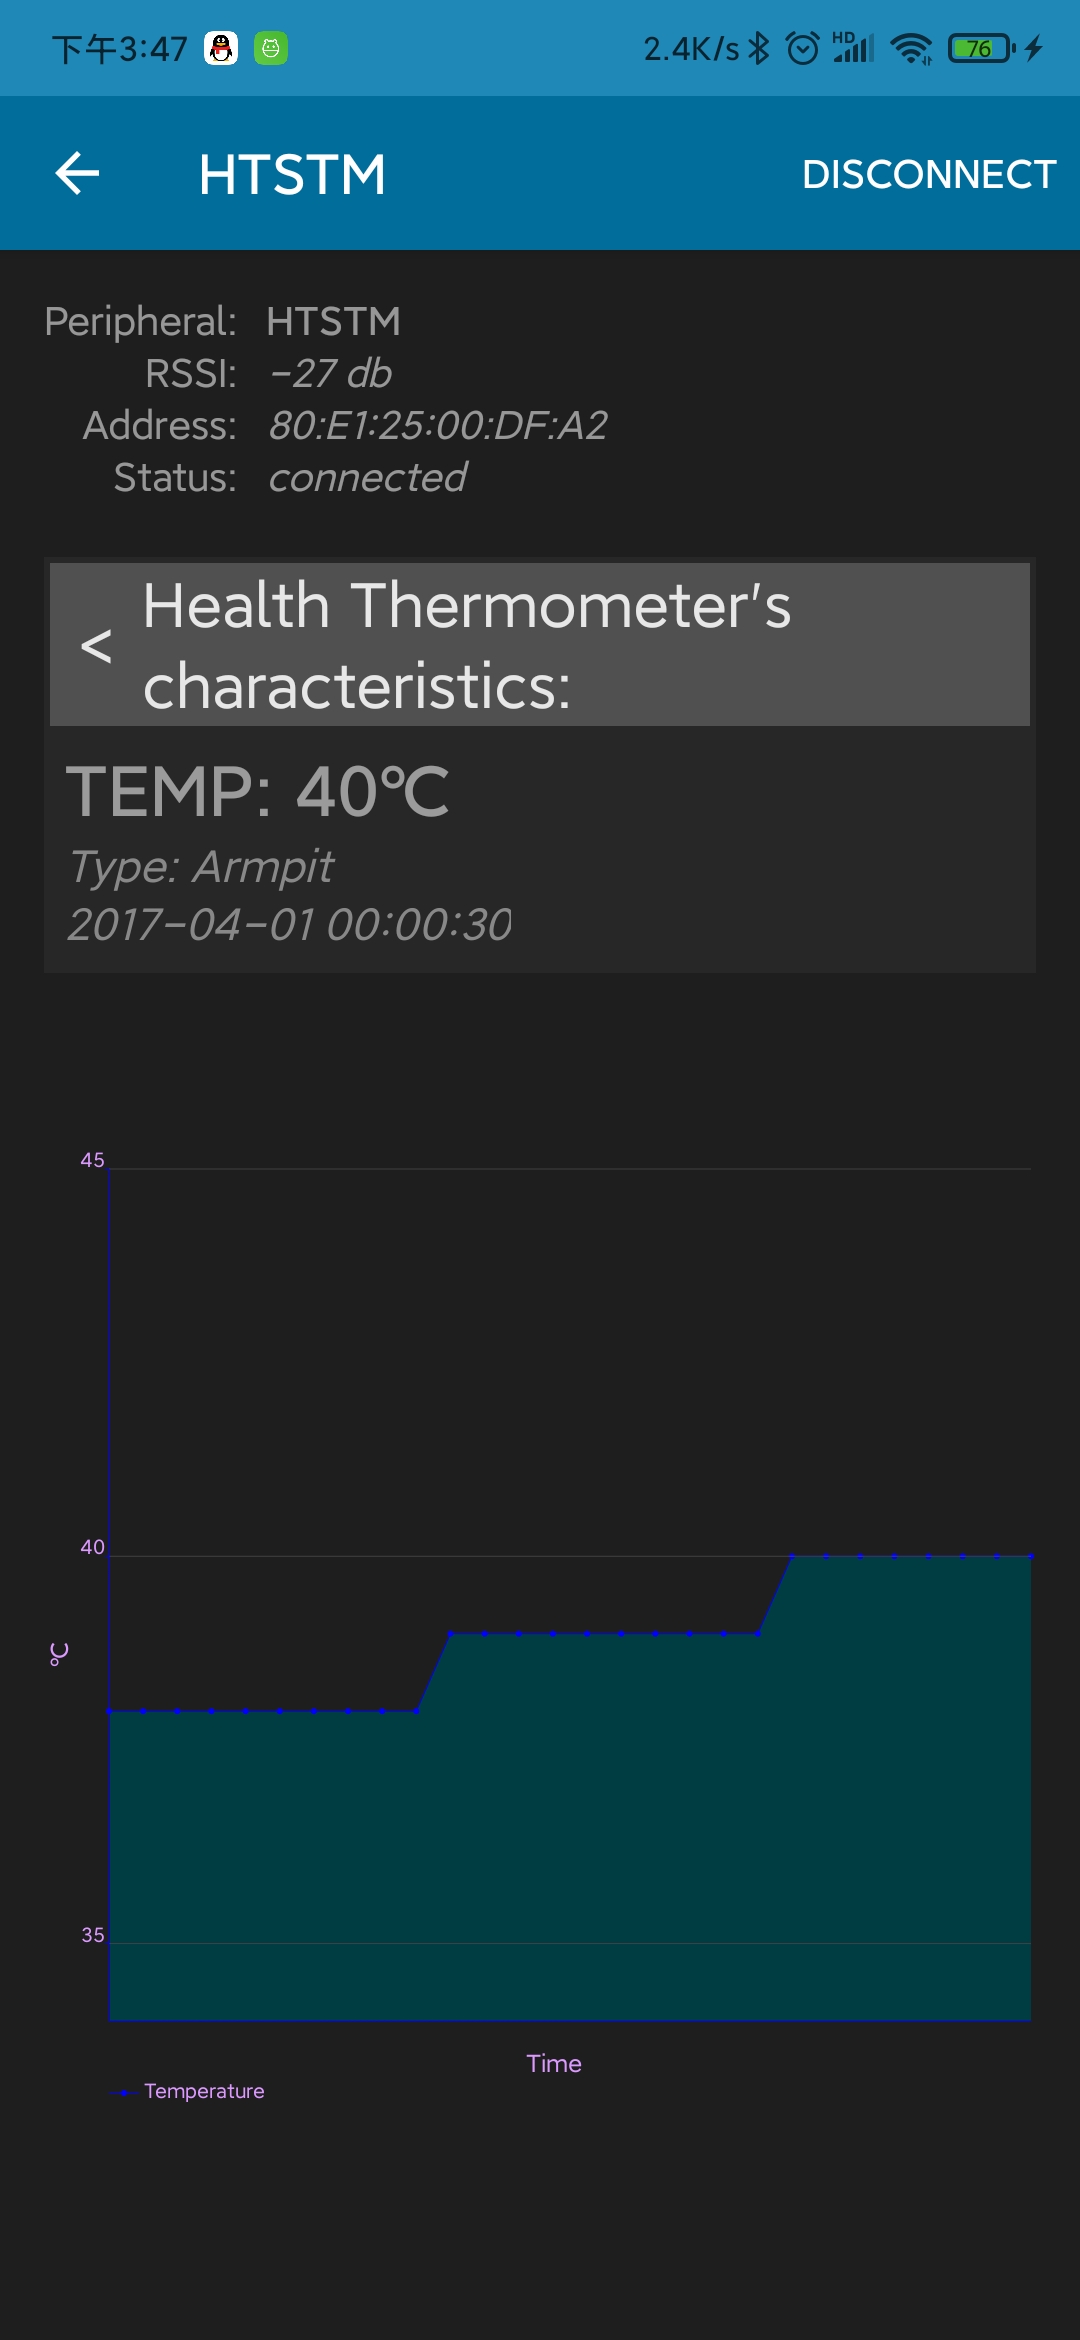 下午3:47 2.4K/s HD 76
HTSTM DISCONNECT
Peripheral: HTSTM
RSSI: -27 db
Address: 80:E1:25:00:DF:A2
Status: connected
< Health Thermometer's
characteristics:
TEMP: 40°C
Type: Armpit
2017-04-01 00:00:30
45
40
°C
35
Time
Temperature